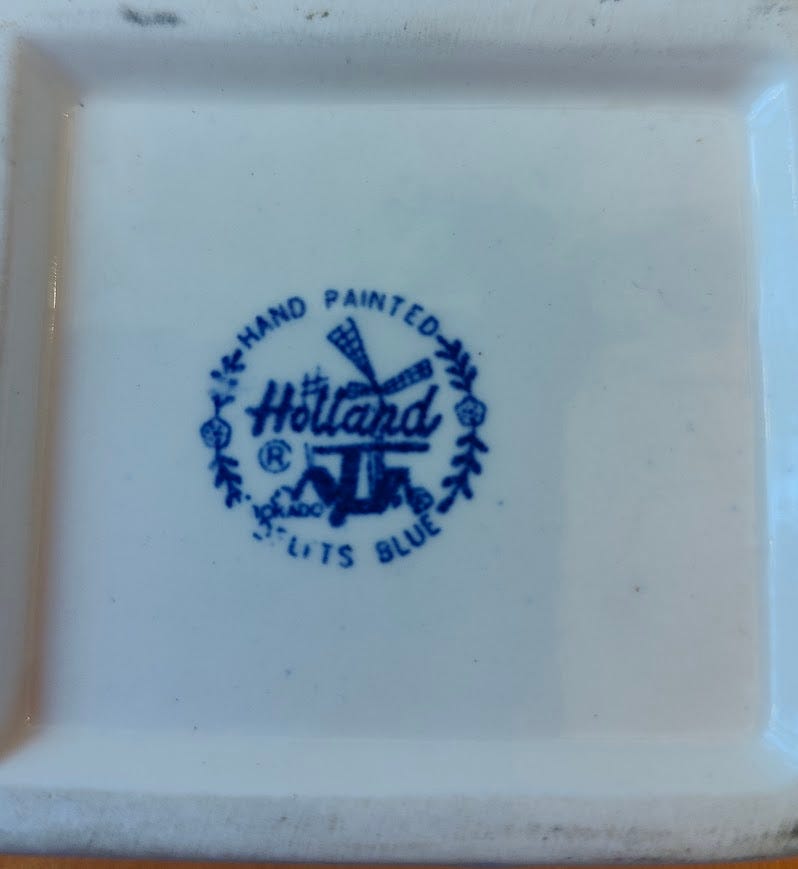 HAND PAINTED
Holland
®
BLUE